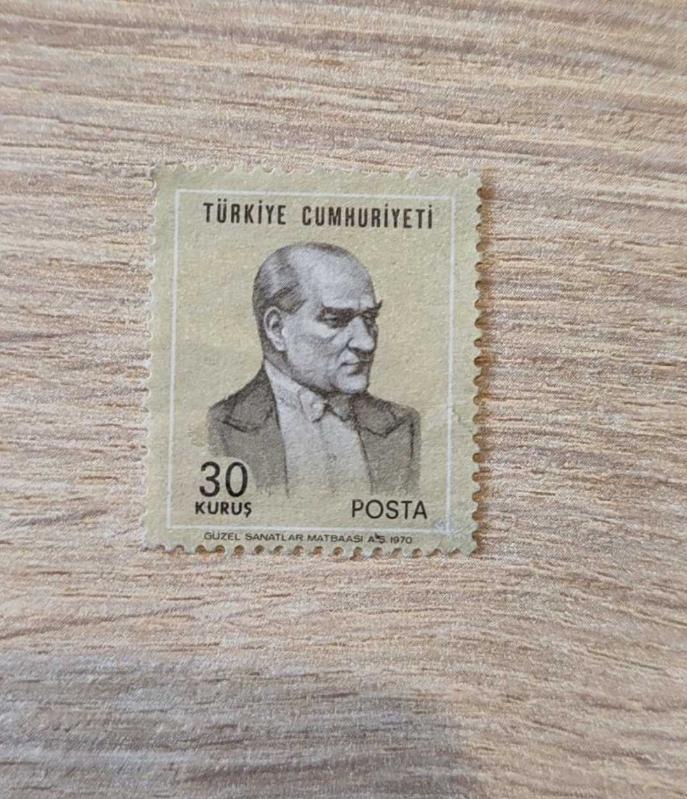 TÜRKİYE CUMHURİYETİ
30
KURUŞ
POSTA
GÜZEL SANATLAR MATBAASI A.Ş. 1970